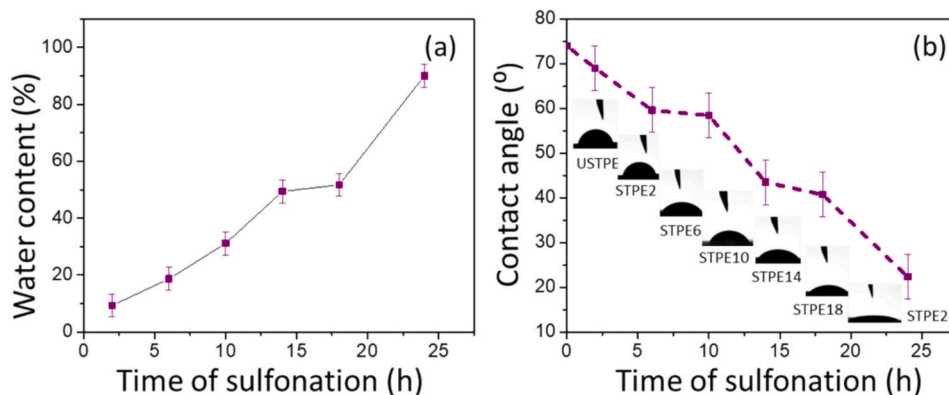 (a)
Water content (%)
100
80
60
40
20
0
0 5 10 15 20 25
Time of sulfonation (h)
(b)
Contact angle (º)
80
70
60
50
40
30
20
10
USTPE
STPE2
STPE6
STPE10
STPE14
STPE18
STPE2
0 5 10 15 20 25
Time of sulfonation (h)